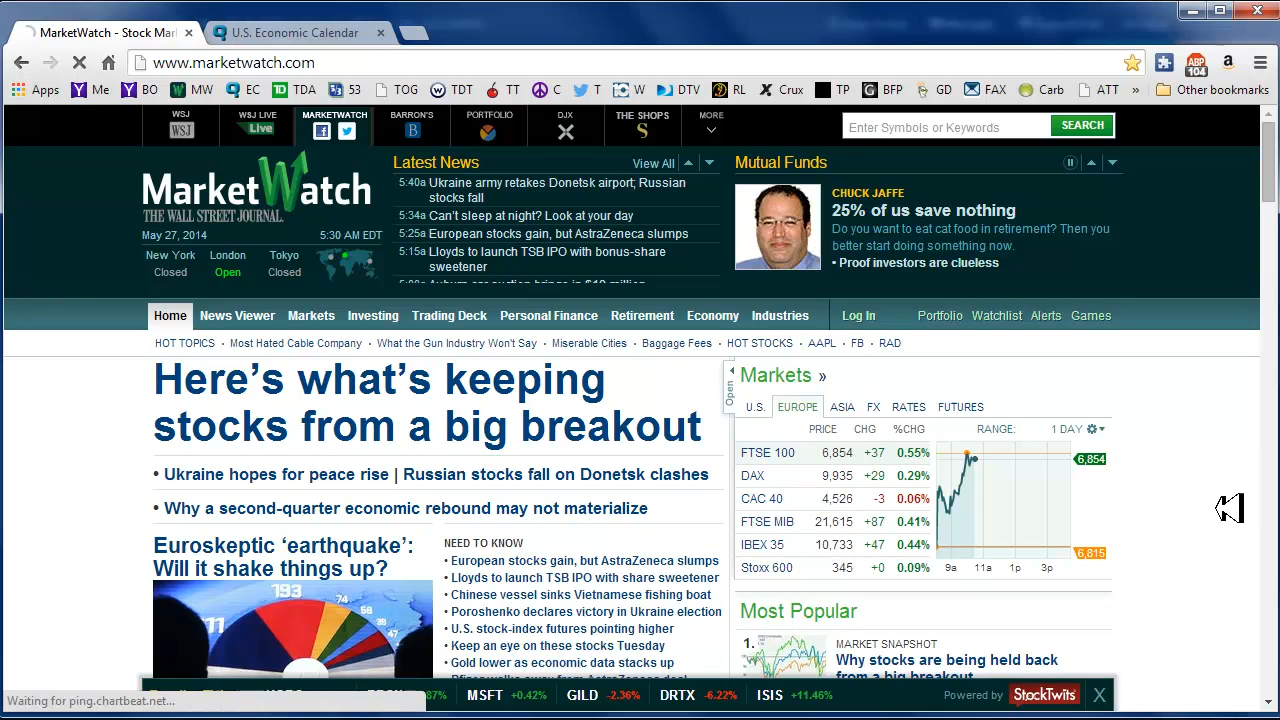 MarketWatch - Stock Mar
U.S. Economic Calendar
www.marketwatch.com
ABP
104
Apps
Me
BO
MW
EC
TDA
53
TOG
TDT
TT
C
T
W
DTV
RL
Crux
TP
BFP
GD
FAX
Carb
ATT
»
Other bookmarks
WSJ
WSJ LIVE
MARKETWATCH
BARRON'S
PORTFOLIO
DJX
THE SHOPS
MORE
WSJ
Live
B
S
Enter Symbols or Keywords
SEARCH
MarketWatch
THE WALL STREET JOURNAL.
May 27, 2014
5:30 AM EDT
New York London Tokyo
Closed Open Closed
Latest News
View All
5:40a Ukraine army retakes Donetsk airport; Russian
stocks fall
5:34a Can't sleep at night? Look at your day
5:25a European stocks gain, but AstraZeneca slumps
5:15a Lloyds to launch TSB IPO with bonus-share
sweetener
Mutual Funds
CHUCK JAFFE
25% of us save nothing
Do you want to eat cat food in retirement? Then you
better start doing something now.
• Proof investors are clueless
Home News Viewer Markets Investing Trading Deck Personal Finance Retirement Economy Industries
Log In
Portfolio Watchlist Alerts Games
HOT TOPICS Most Hated Cable Company What the Gun Industry Won't Say Miserable Cities Baggage Fees HOT STOCKS AAPL FB RAD
Here's what's keeping
stocks from a big breakout
• Ukraine hopes for peace rise | Russian stocks fall on Donetsk clashes
• Why a second-quarter economic rebound may not materialize
Euroskeptic 'earthquake':
Will it shake things up?
193
74
58
39
47
11
NEED TO KNOW
• European stocks gain, but AstraZeneca slumps
• Lloyds to launch TSB IPO with share sweetener
• Chinese vessel sinks Vietnamese fishing boat
• Poroshenko declares victory in Ukraine election
• U.S. stock-index futures pointing higher
• Keep an eye on these stocks Tuesday
• Gold lower as economic data stacks up
Open
Markets »
U.S. EUROPE ASIA FX RATES FUTURES
PRICE CHG %CHG
RANGE: 1 DAY
FTSE 100 6,854 +37 0.55%
DAX 9,935 +29 0.29%
CAC 40 4,526 -3 0.06%
FTSE MIB 21,615 +87 0.41%
IBEX 35 10,733 +47 0.44%
Stoxx 600 345 +0 0.09%
6,854
6,815
9a 11a 1p 3p
Most Popular
1.
MARKET SNAPSHOT
Why stocks are being held back
from a big breakout
87% MSFT +0.42% GILD -2.36% DRTX -6.22% ISIS +11.46%
Powered by StockTwits X
Waiting for ping.chartbeat.net...